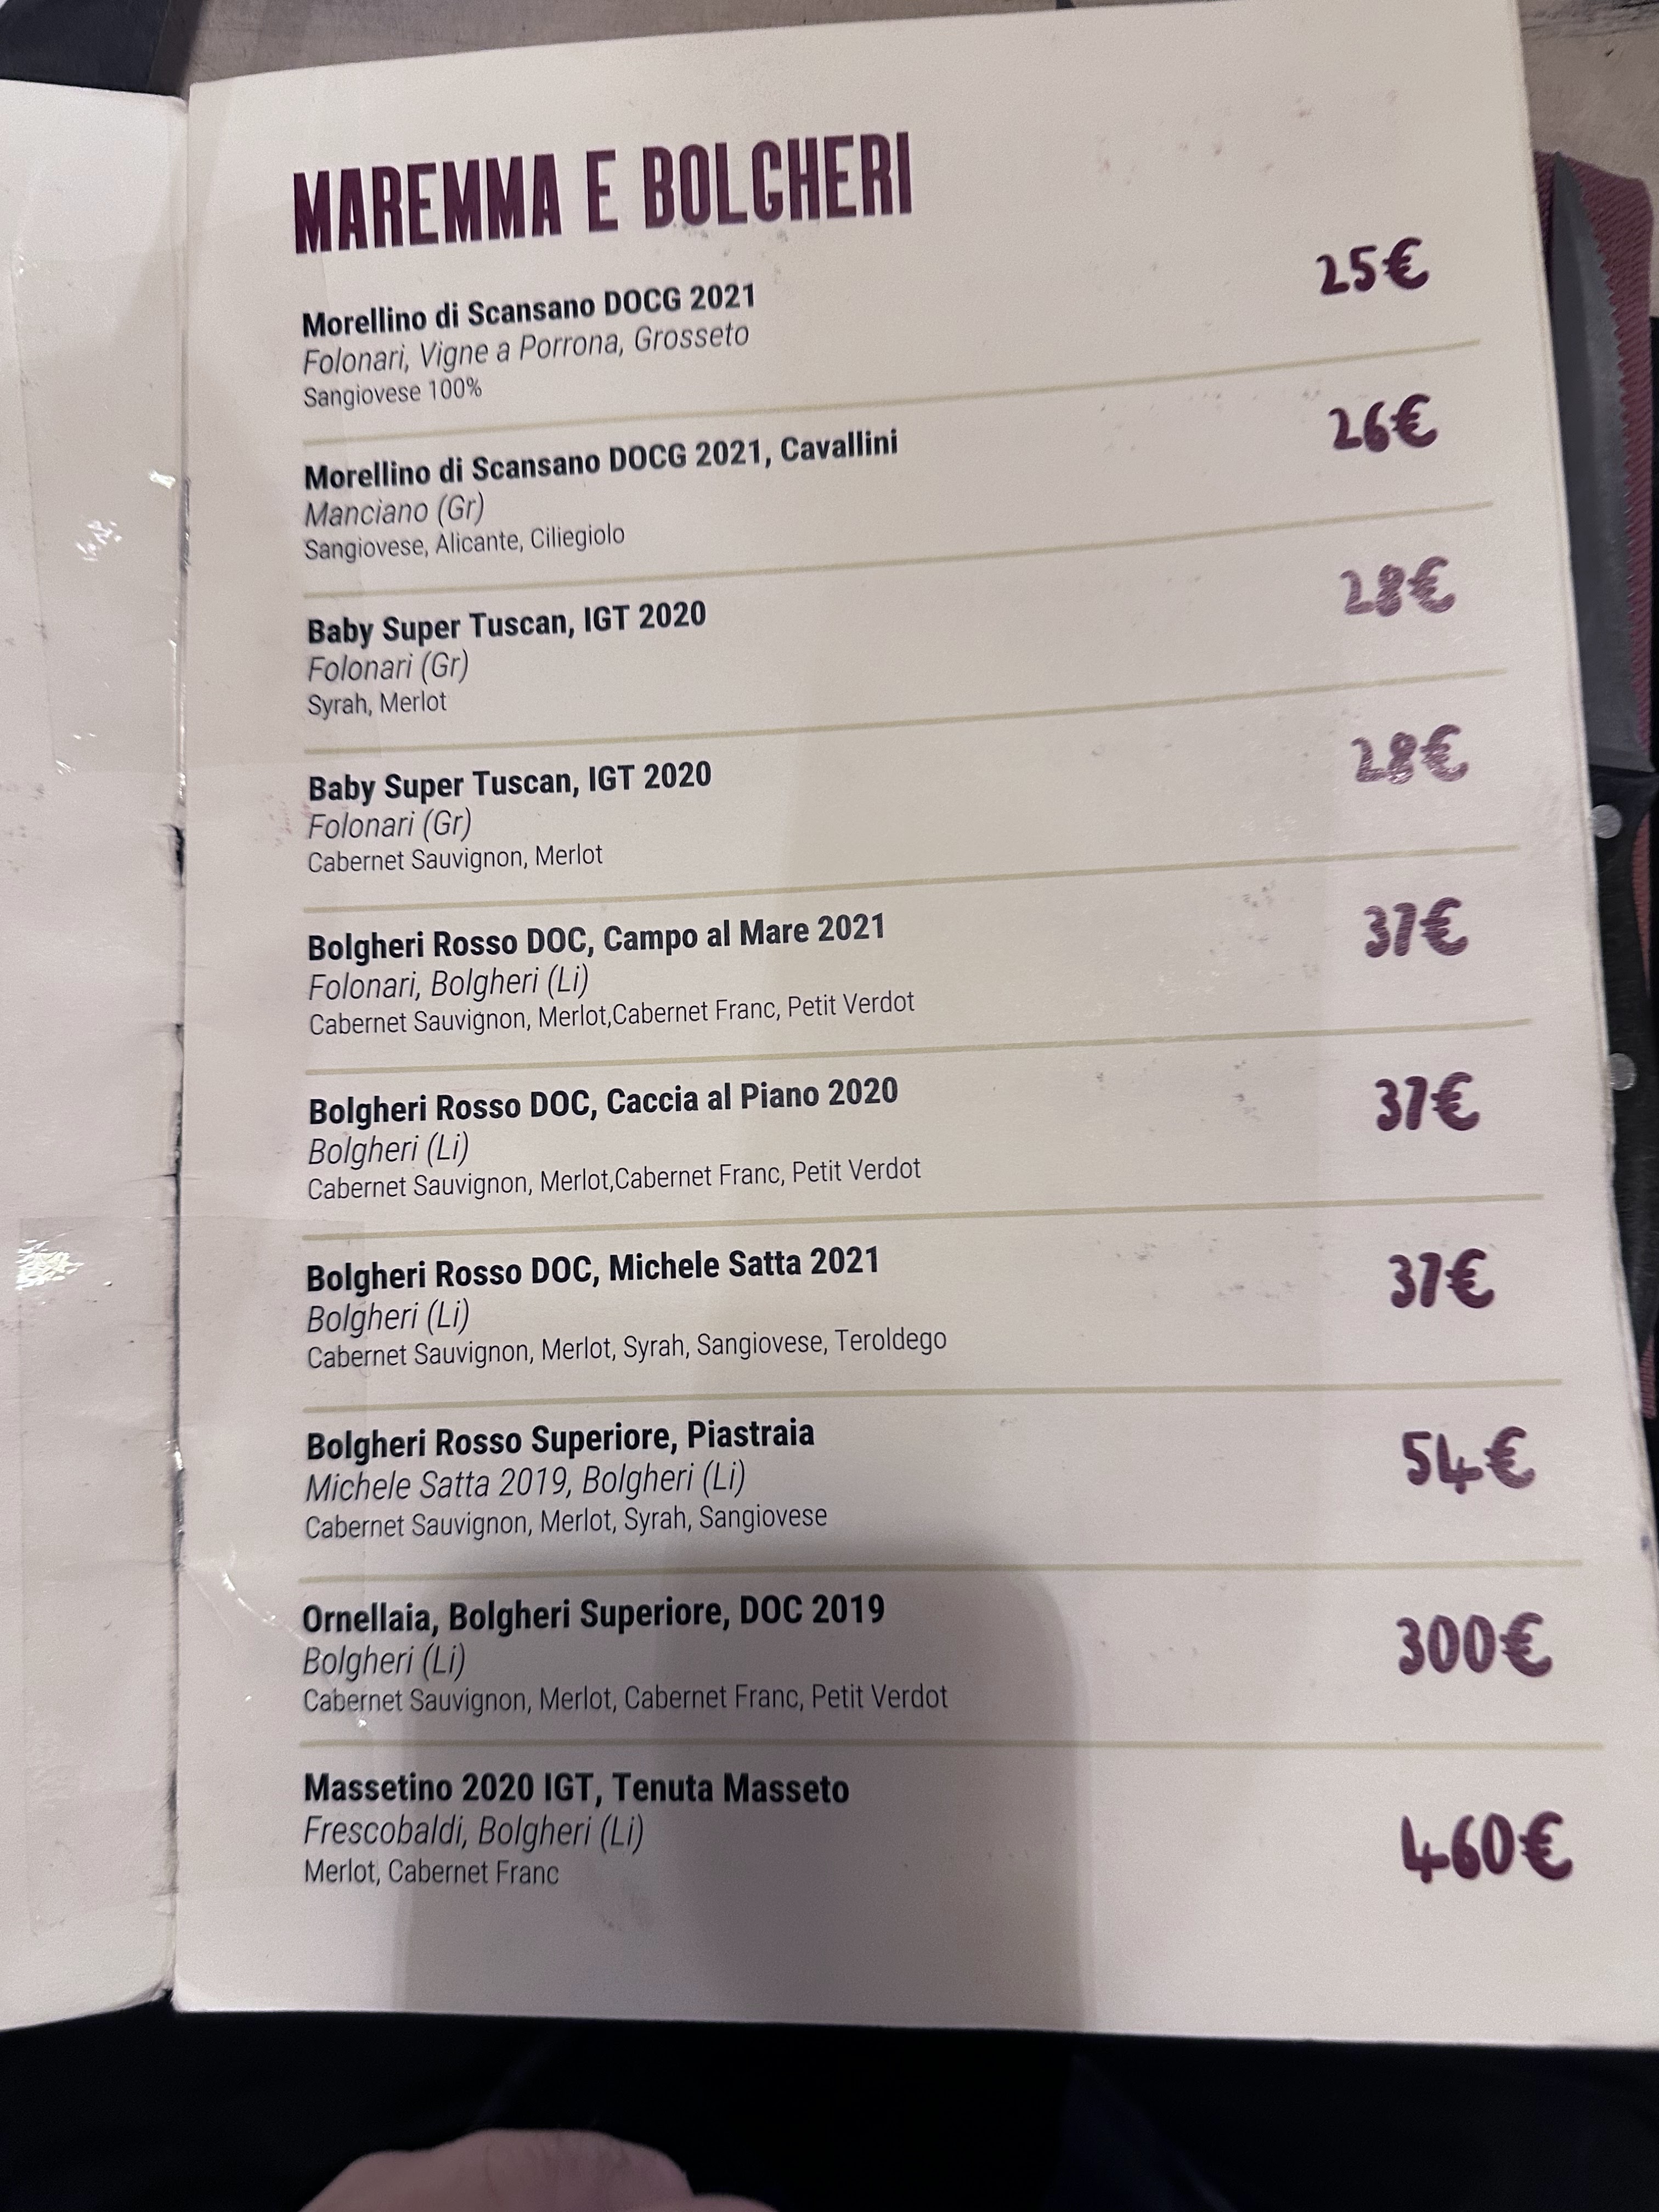 MAREMMA E BOLGHERI
Morellino di Scansano DOCG 2021 25€
Folonari, Vigne a Porrona, Grosseto
Sangiovese 100%
Morellino di Scansano DOCG 2021, Cavallini 26€
Manciano (Gr)
Sangiovese, Alicante, Ciliegiolo
Baby Super Tuscan, IGT 2020 28€
Folonari (Gr)
Syrah, Merlot
Baby Super Tuscan, IGT 2020 28€
Folonari (Gr)
Cabernet Sauvignon, Merlot
Bolgheri Rosso DOC, Campo al Mare 2021 37€
Folonari, Bolgheri (Li)
Cabernet Sauvignon, Merlot,Cabernet Franc, Petit Verdot
Bolgheri Rosso DOC, Caccia al Piano 2020 37€
Bolgheri (Li)
Cabernet Sauvignon, Merlot,Cabernet Franc, Petit Verdot
Bolgheri Rosso DOC, Michele Satta 2021 37€
Bolgheri (Li)
Cabernet Sauvignon, Merlot, Syrah, Sangiovese, Teroldego
Bolgheri Rosso Superiore, Piastraia 54€
Michele Satta 2019, Bolgheri (Li)
Cabernet Sauvignon, Merlot, Syrah, Sangiovese
Ornellaia, Bolgheri Superiore, DOC 2019 300€
Bolgheri (Li)
Cabernet Sauvignon, Merlot, Cabernet Franc, Petit Verdot
Massetino 2020 IGT, Tenuta Masseto 460€
Frescobaldi, Bolgheri (Li)
Merlot, Cabernet Franc